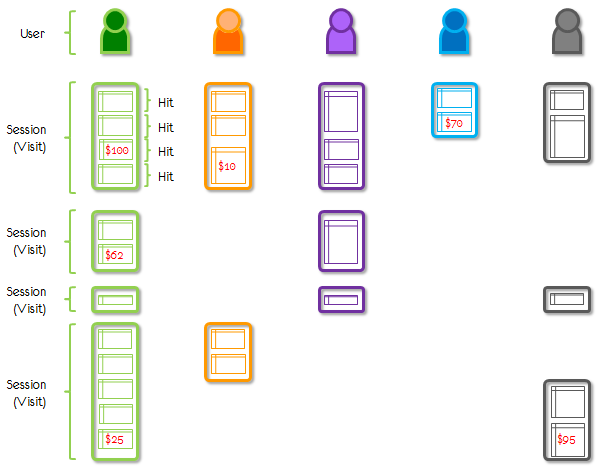 User
Hit
Hit
Session
(Visit)
$100
Hit
$10
$70
Hit
Session
(Visit)
$62
Session
(Visit)
Session
(Visit)
$25
$95